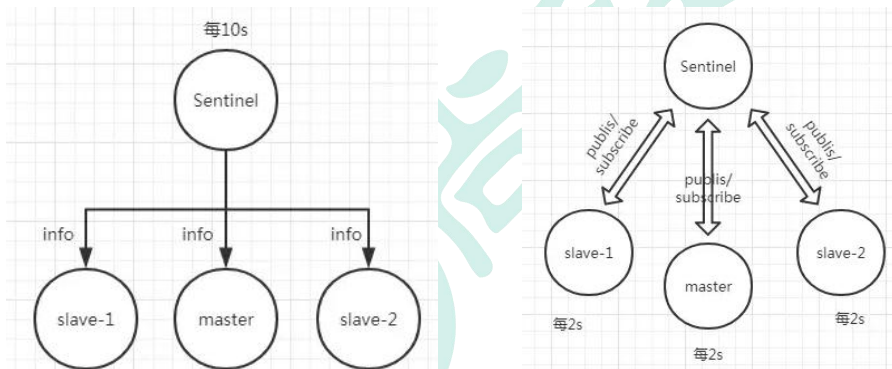 每10s
Sentinel
info
info
info
slave-1
master
slave-2
Sentinel
publis/
subscribe
publis/
subscribe
publis/
subscribe
slave-1
master
slave-2
每2s
每2s
每2s